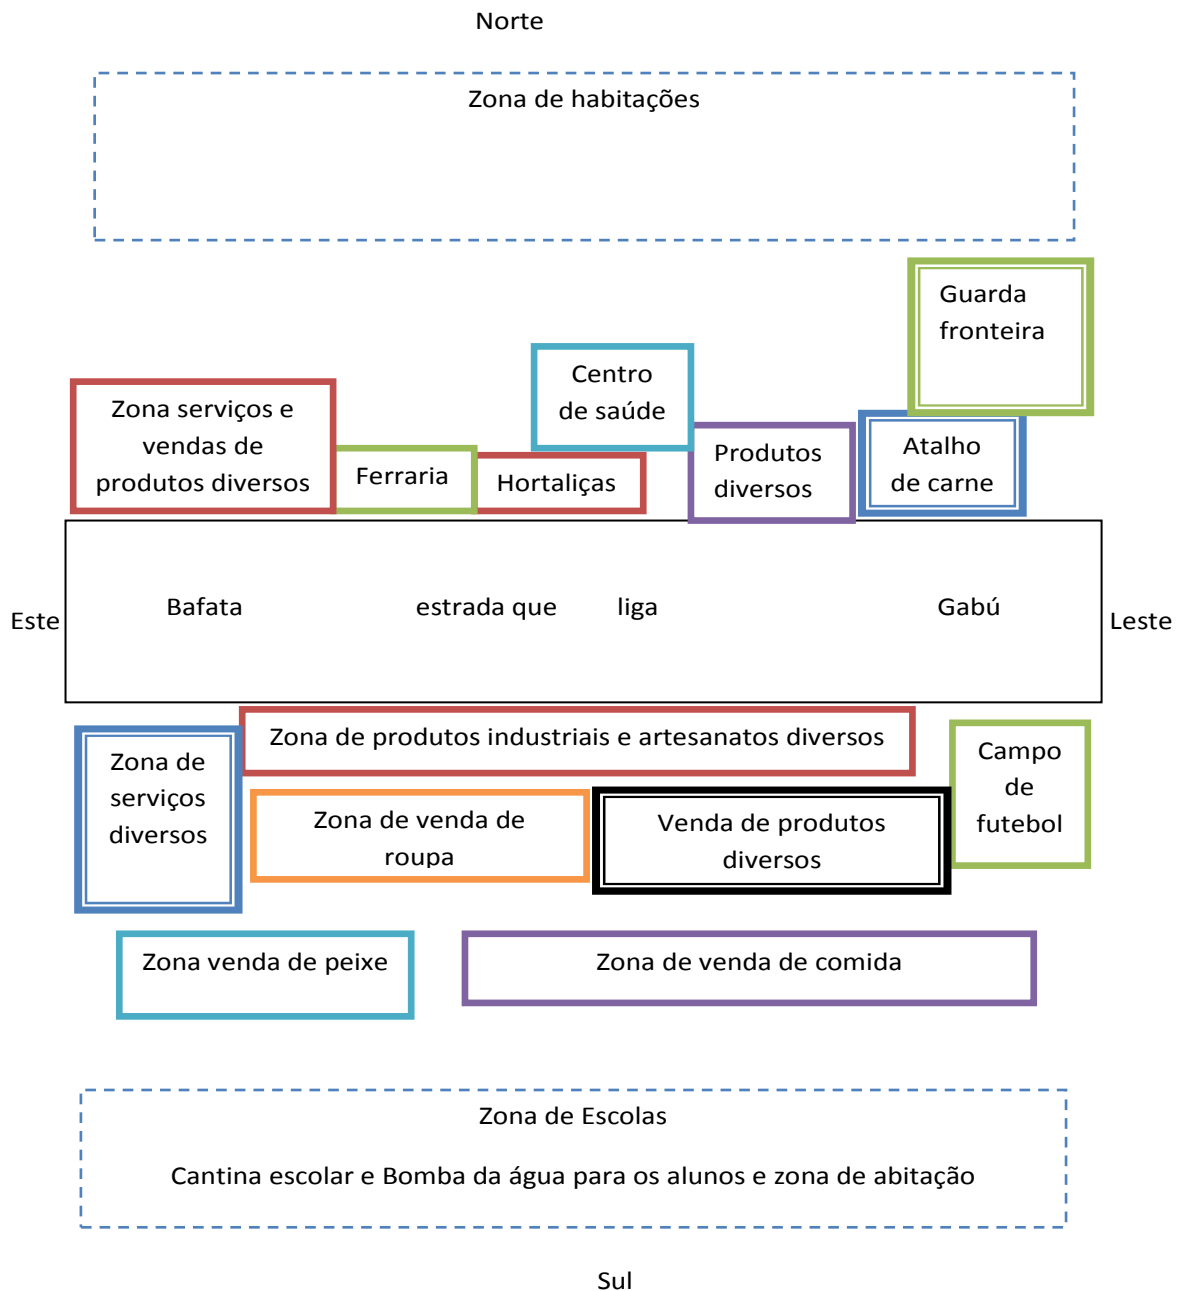 Norte
Zona de habitações
Guarda
fronteira
Centro
de saúde
Zona serviços e
vendas de
produtos diversos
Ferraria
Hortaliças
Produtos
diversos
Atalho
de carne
Este
Bafata estrada que liga Gabú
Leste
Zona de produtos industriais e artesanatos diversos
Zona de
serviços
diversos
Campo
de
futebol
Zona de venda de
roupa
Venda de produtos
diversos
Zona venda de peixe
Zona de venda de comida
Zona de Escolas
Cantina escolar e Bomba da água para os alunos e zona de abitação
Sul